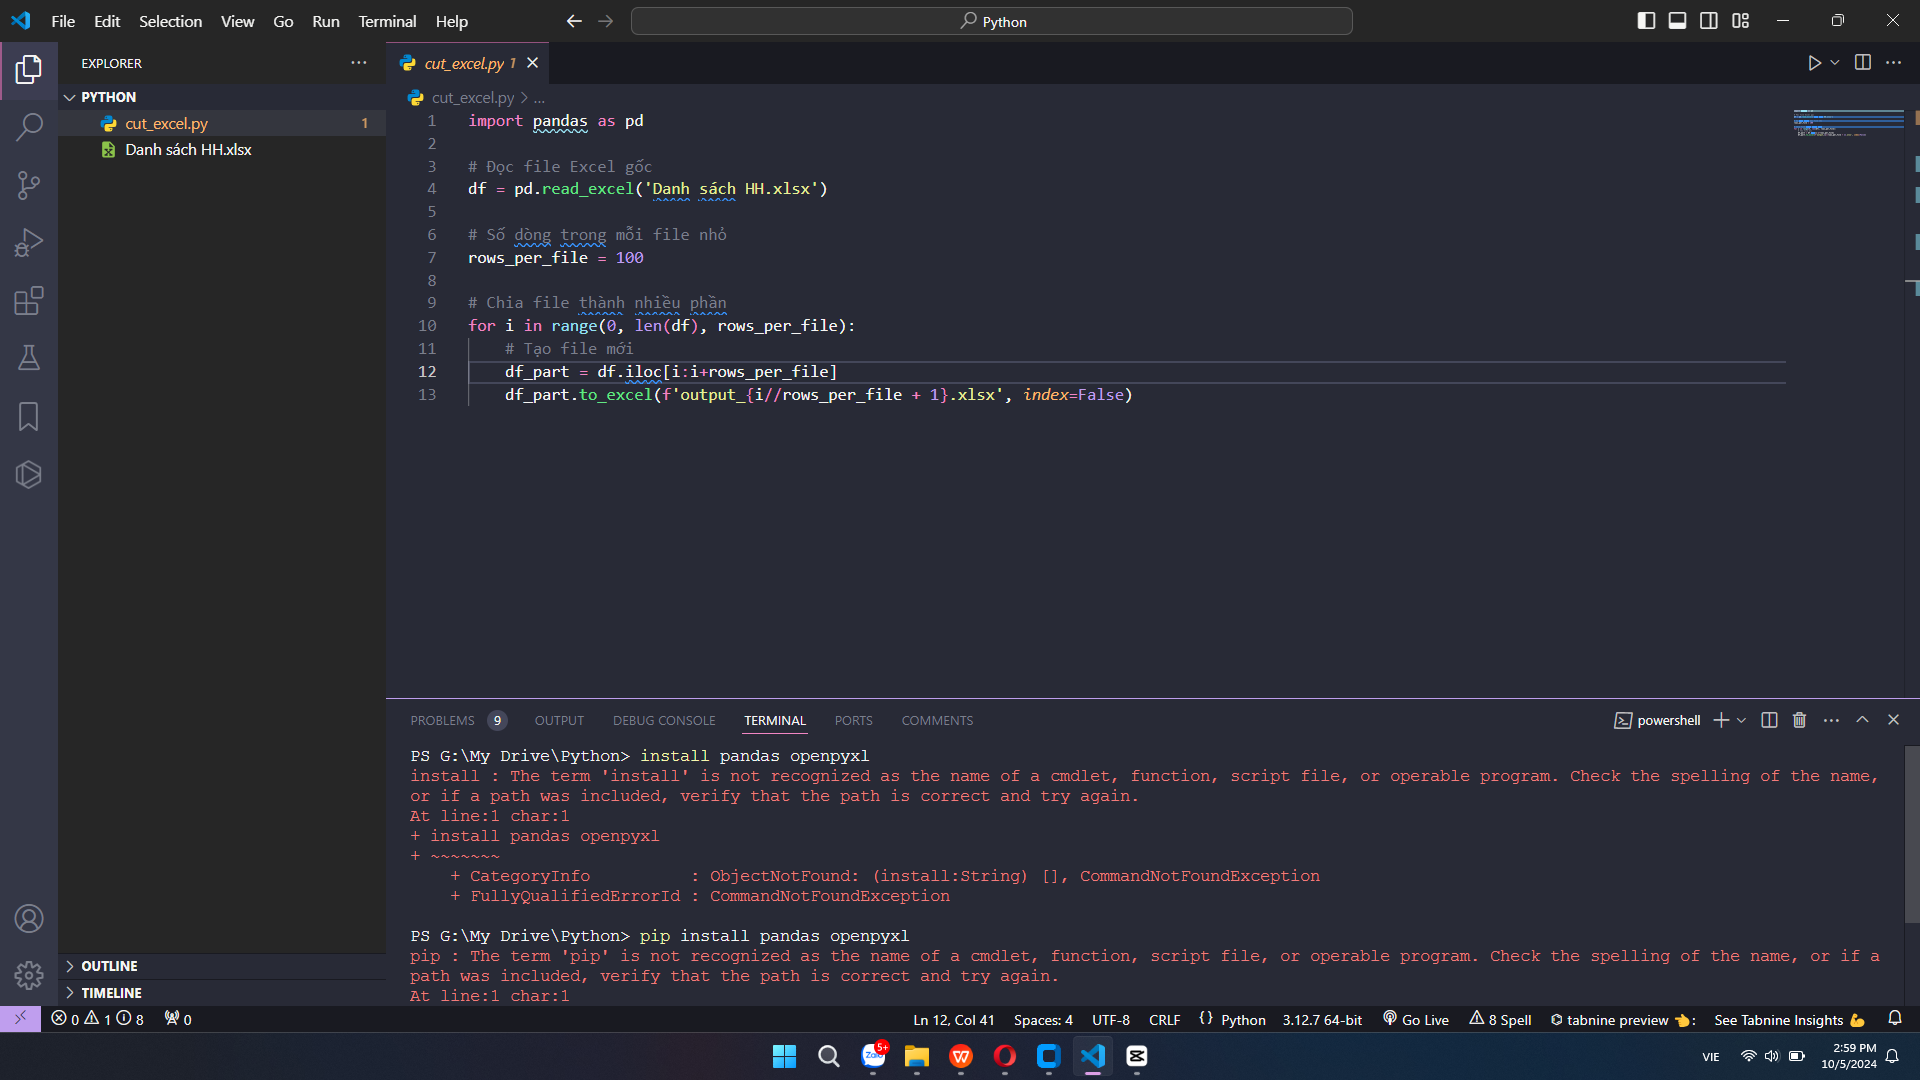 File Edit Selection View Go Run Terminal Help
Python
EXPLORER
PYTHON
cut_excel.py 1
Danh sách HH.xlsx
OUTLINE
TIMELINE
cut_excel.py 1
cut_excel.py > ...
1 import pandas as pd
2
3 # Đọc file Excel gốc
4 df = pd.read_excel('Danh sách HH.xlsx')
5
6 # Số dòng trong mỗi file nhỏ
7 rows_per_file = 100
8
9 # Chia file thành nhiều phần
10 for i in range(0, len(df), rows_per_file):
11 # Tạo file mới
12 df_part = df.iloc[i:i+rows_per_file]
13 df_part.to_excel(f'output_{i//rows_per_file + 1}.xlsx', index=False)
PROBLEMS 9 OUTPUT DEBUG CONSOLE TERMINAL PORTS COMMENTS
powershell
PS G:\My Drive\Python> install pandas openpyxl
install : The term 'install' is not recognized as the name of a cmdlet, function, script file, or operable program. Check the spelling of the name,
or if a path was included, verify that the path is correct and try again.
At line:1 char:1
+ install pandas openpyxl
+ ~~~~~~~
+ CategoryInfo : ObjectNotFound: (install:String) [], CommandNotFoundException
+ FullyQualifiedErrorId : CommandNotFoundException
PS G:\My Drive\Python> pip install pandas openpyxl
pip : The term 'pip' is not recognized as the name of a cmdlet, function, script file, or operable program. Check the spelling of the name, or if a
path was included, verify that the path is correct and try again.
At line:1 char:1
0 1 8 0
Ln 12, Col 41 Spaces: 4 UTF-8 CRLF {} Python 3.12.7 64-bit Go Live 8 Spell tabnine preview 👈: See Tabnine Insights 💪
Zalo 5+
VIE
2:59 PM
10/5/2024